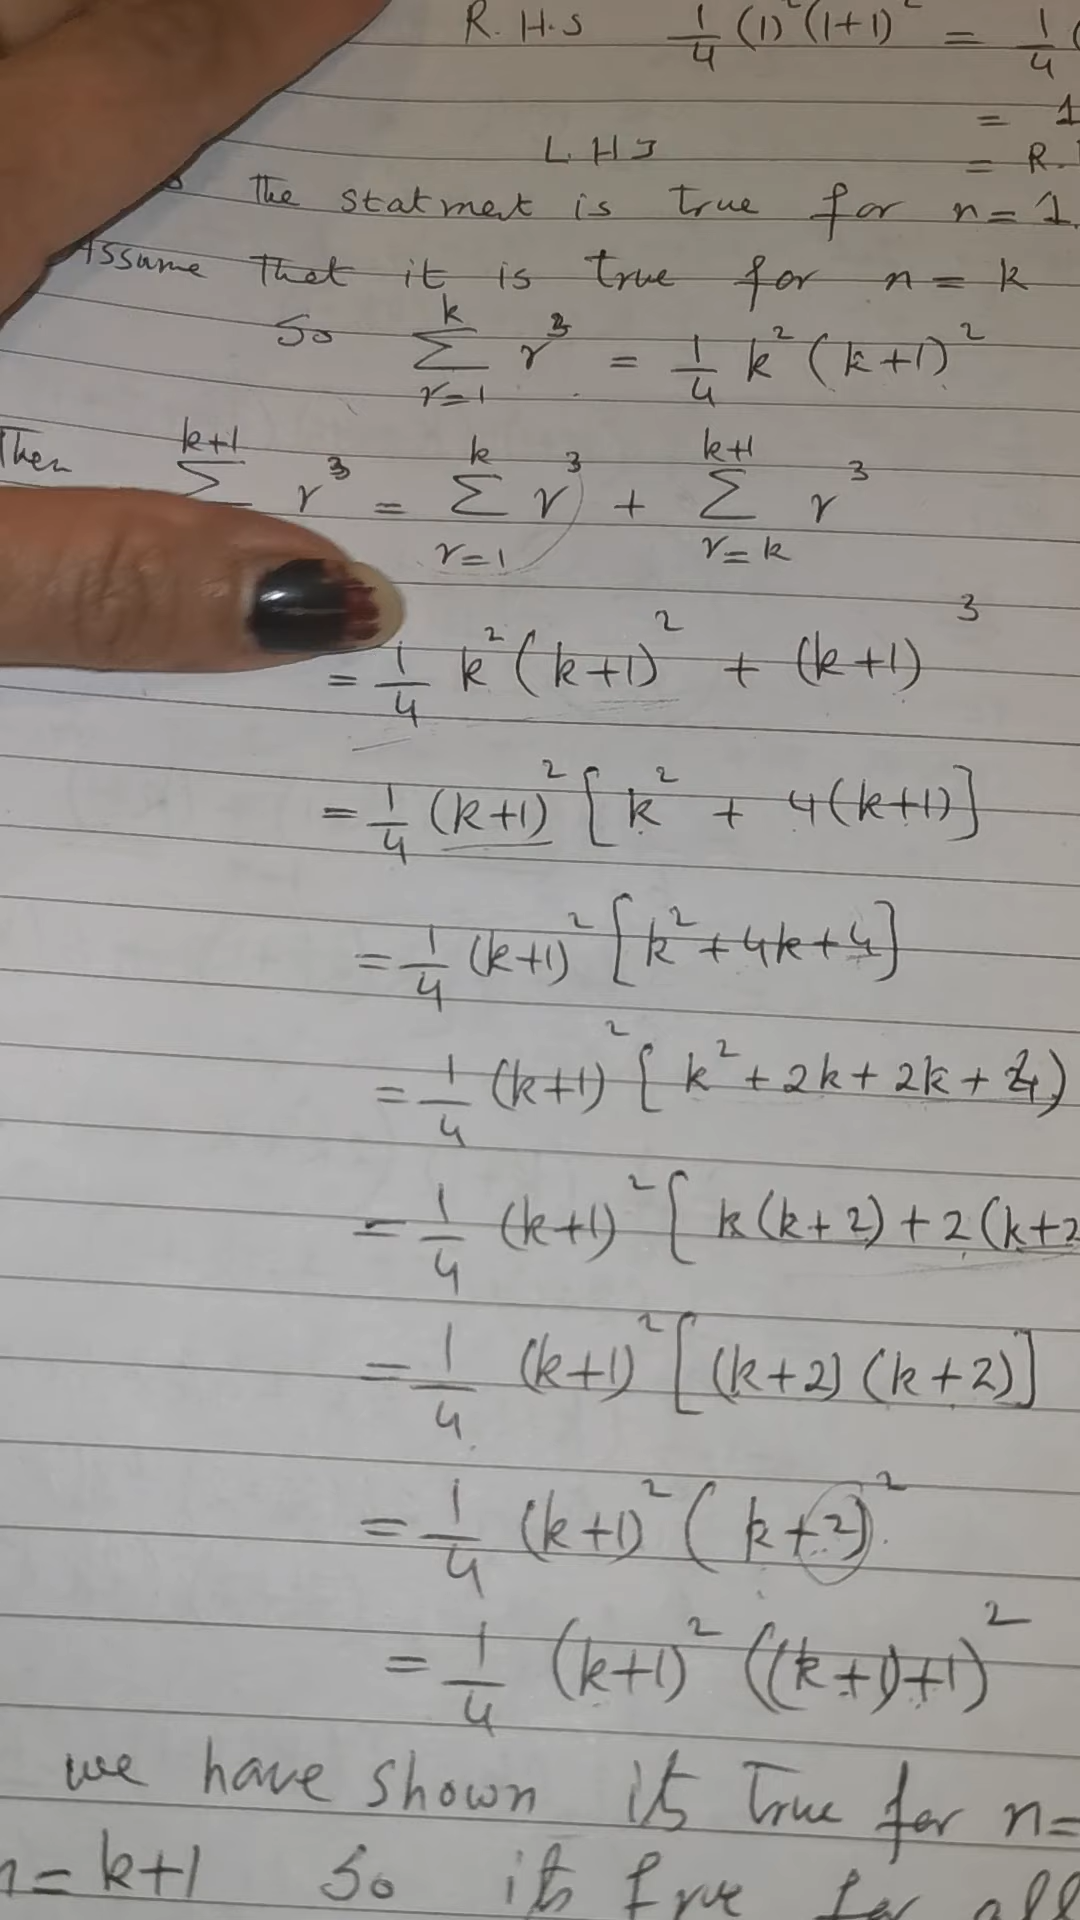 R.H.S 1/4 (1)²(1+1)² = 1/4 (
= 1
L.H.S = R.
The statment is true for n = 1.
Assume that it is true for n = k
So ∑_{r=1}^{k} r³ = 1/4 k² (k+1)²
Then ∑^{k+1} r³ = ∑_{r=1}^{k} r³ + ∑_{r=k}^{k+1} r³
= 1/4 k² (k+1)² + (k+1)³
= 1/4 (k+1)² [k² + 4(k+1)]
= 1/4 (k+1)² [k²+4k+4]
= 1/4 (k+1)² [k²+2k+2k+4)
= 1/4 (k+1)² [k(k+2)+2(k+2
= 1/4 (k+1)² [(k+2)(k+2)]
= 1/4 (k+1)² (k+2)²
= 1/4 (k+1)² ((k+1)+1)²
we have shown its True for n=
n = k+1 So its true for all